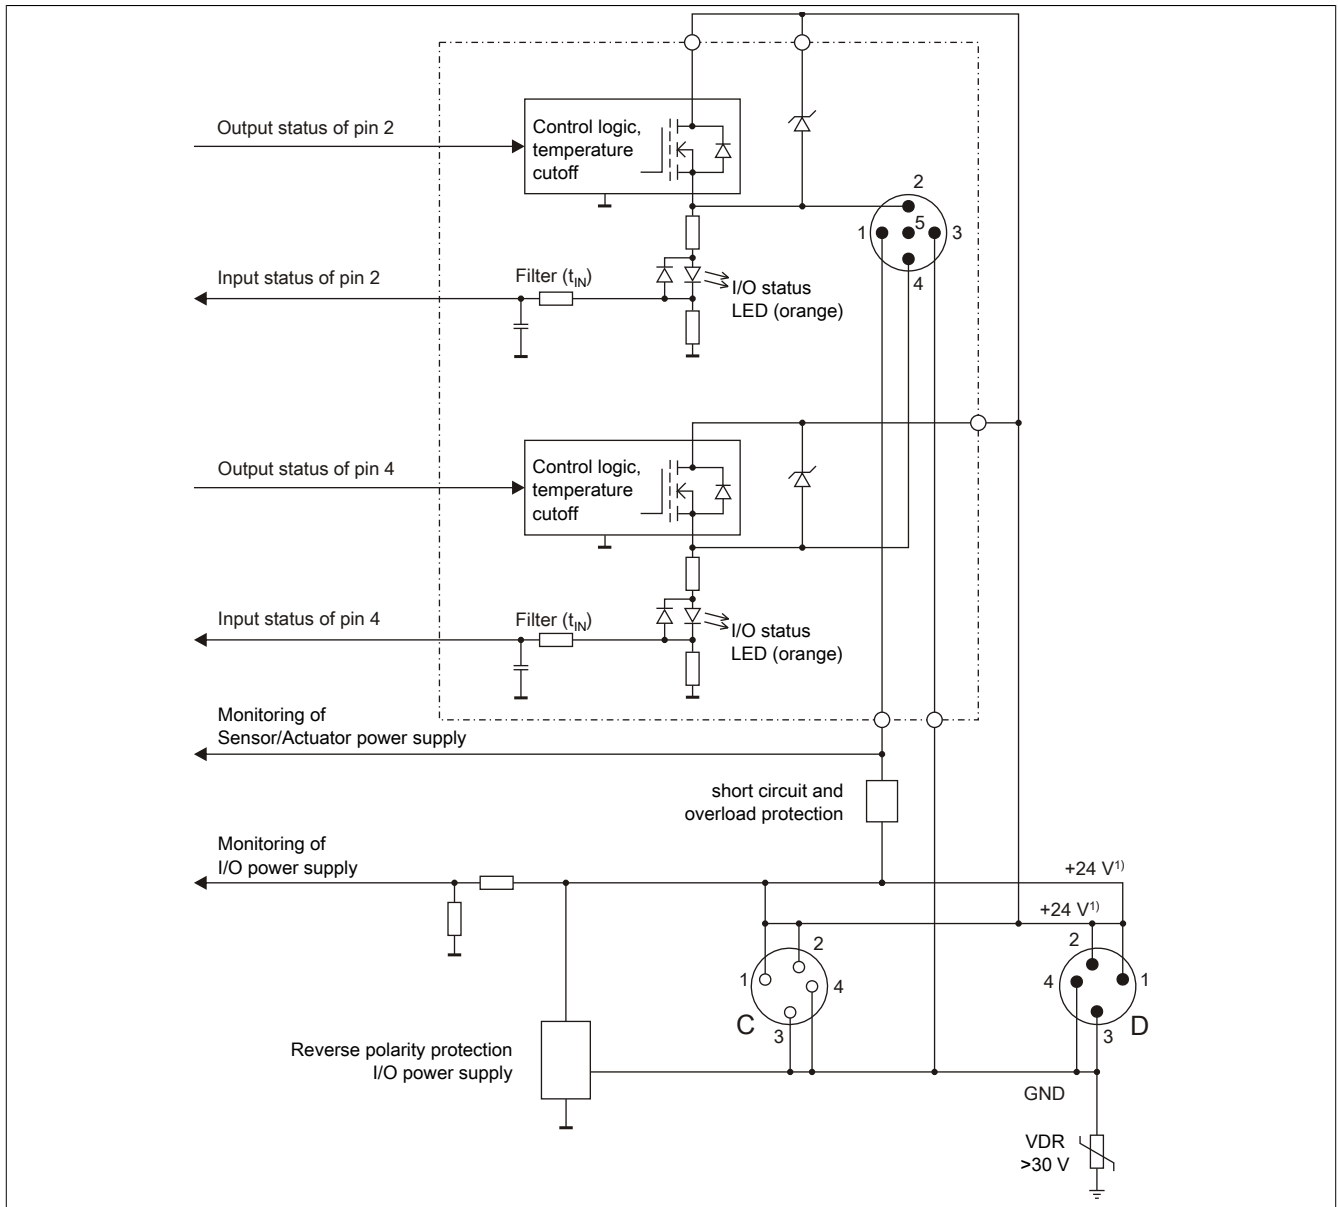 Output status of pin 2
Control logic,
temperature
cutoff
2
1
5
3
4
Input status of pin 2
Filter (tIN)
I/O status
LED (orange)
Output status of pin 4
Control logic,
temperature
cutoff
Input status of pin 4
Filter (tIN)
I/O status
LED (orange)
Monitoring of
Sensor/Actuator power supply
short circuit and
overload protection
Monitoring of
I/O power supply
+24 V1)
+24 V1)
2
1
4
3
C
2
4
1
3
D
Reverse polarity protection
I/O power supply
GND
VDR
>30 V